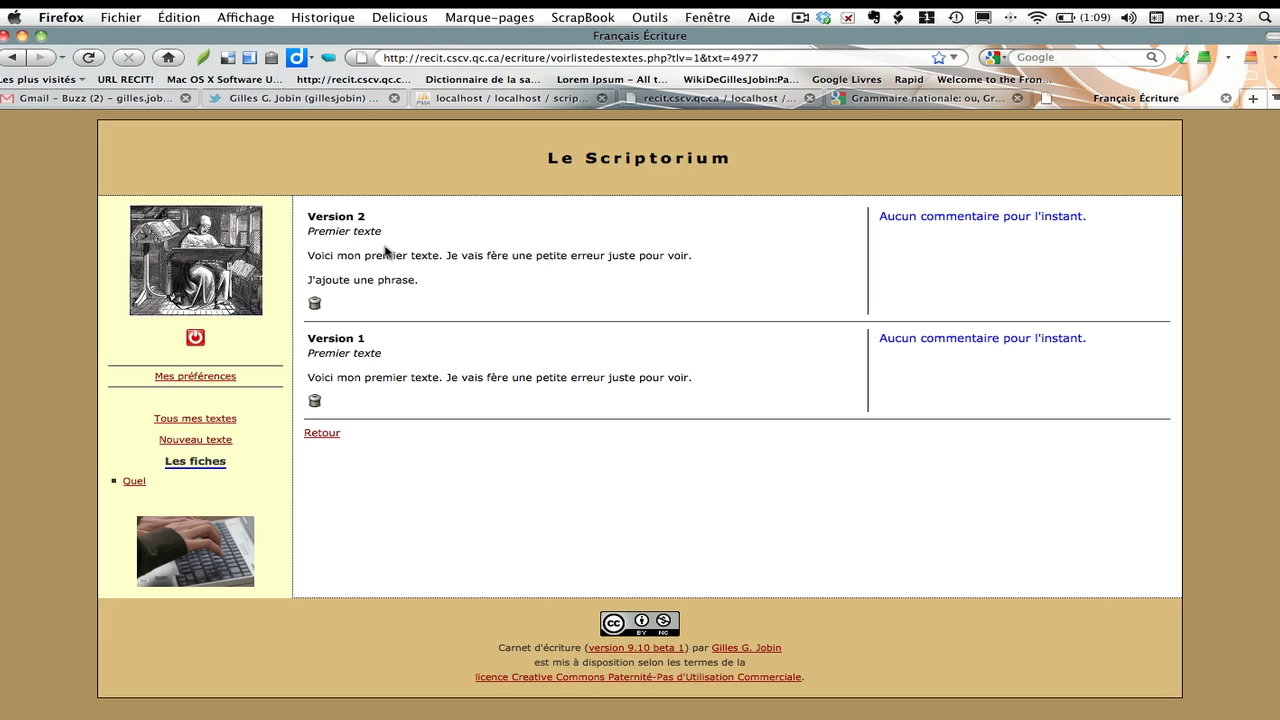 Firefox Fichier Édition Affichage Historique Delicious Marque-pages ScrapBook Outils Fenêtre Aide (1:09) mer. 19:23
Français Écriture
http://recit.cscv.qc.ca/ecriture/voirlistedestextes.php?tlv=1&txt=4977 Google
es plus visités URL RECIT! Mac OS X Software U... http://recit.cscv.qc.c... Dictionnaire de la sa... Lorem Ipsum - All t... WikiDeGillesJobin:Pa... Google Livres Rapid Welcome to the Fron...
Gmail - Buzz (2) - gilles.job... Gilles G. Jobin (gillesjobin) ... localhost / localhost / scrip... recit.cscv.qc.ca / localhost /... Grammaire nationale: ou, Gr... Français Écriture
Le Scriptorium
Version 2
Premier texte
Voici mon premier texte. Je vais fère une petite erreur juste pour voir.
J'ajoute une phrase.
Aucun commentaire pour l'instant.
Version 1
Premier texte
Voici mon premier texte. Je vais fère une petite erreur juste pour voir.
Aucun commentaire pour l'instant.
Retour
Mes préférences
Tous mes textes
Nouveau texte
Les fiches
Quel
cc BY NC
Carnet d'écriture (version 9.10 beta 1) par Gilles G. Jobin
est mis à disposition selon les termes de la
licence Creative Commons Paternité-Pas d'Utilisation Commerciale.